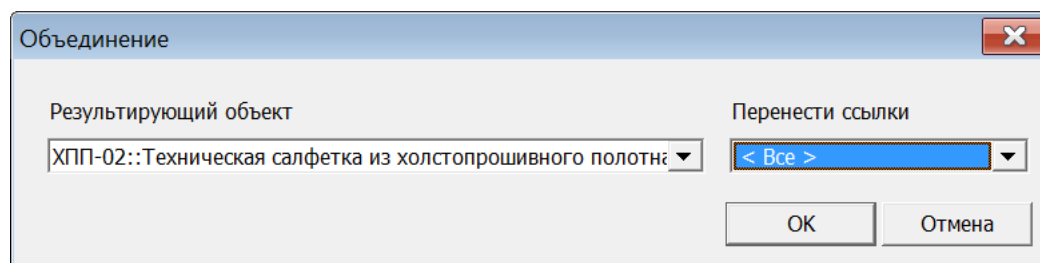 Объединение
Результирующий объект
Перенести ссылки
ХПП-02::Техническая салфетка из холстопрошивного полотна
< Все >
OK
Отмена